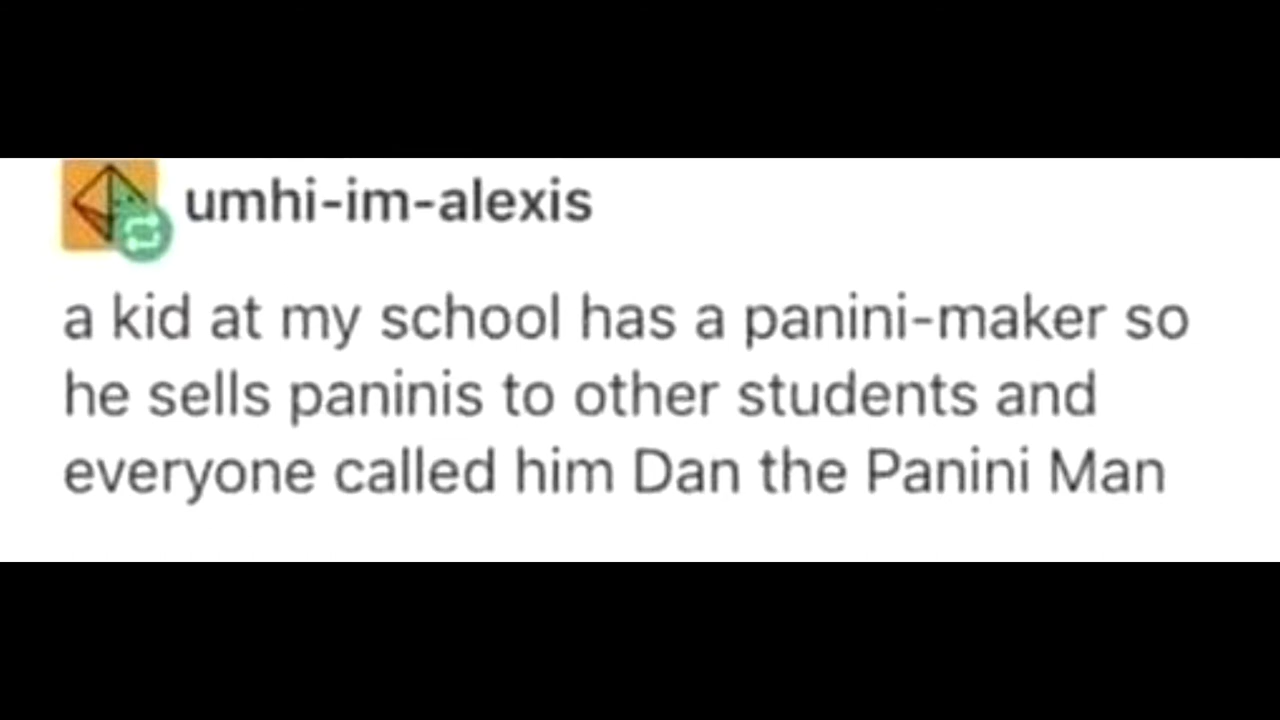 umhi-im-alexis
a kid at my school has a panini-maker so
he sells paninis to other students and
everyone called him Dan the Panini Man